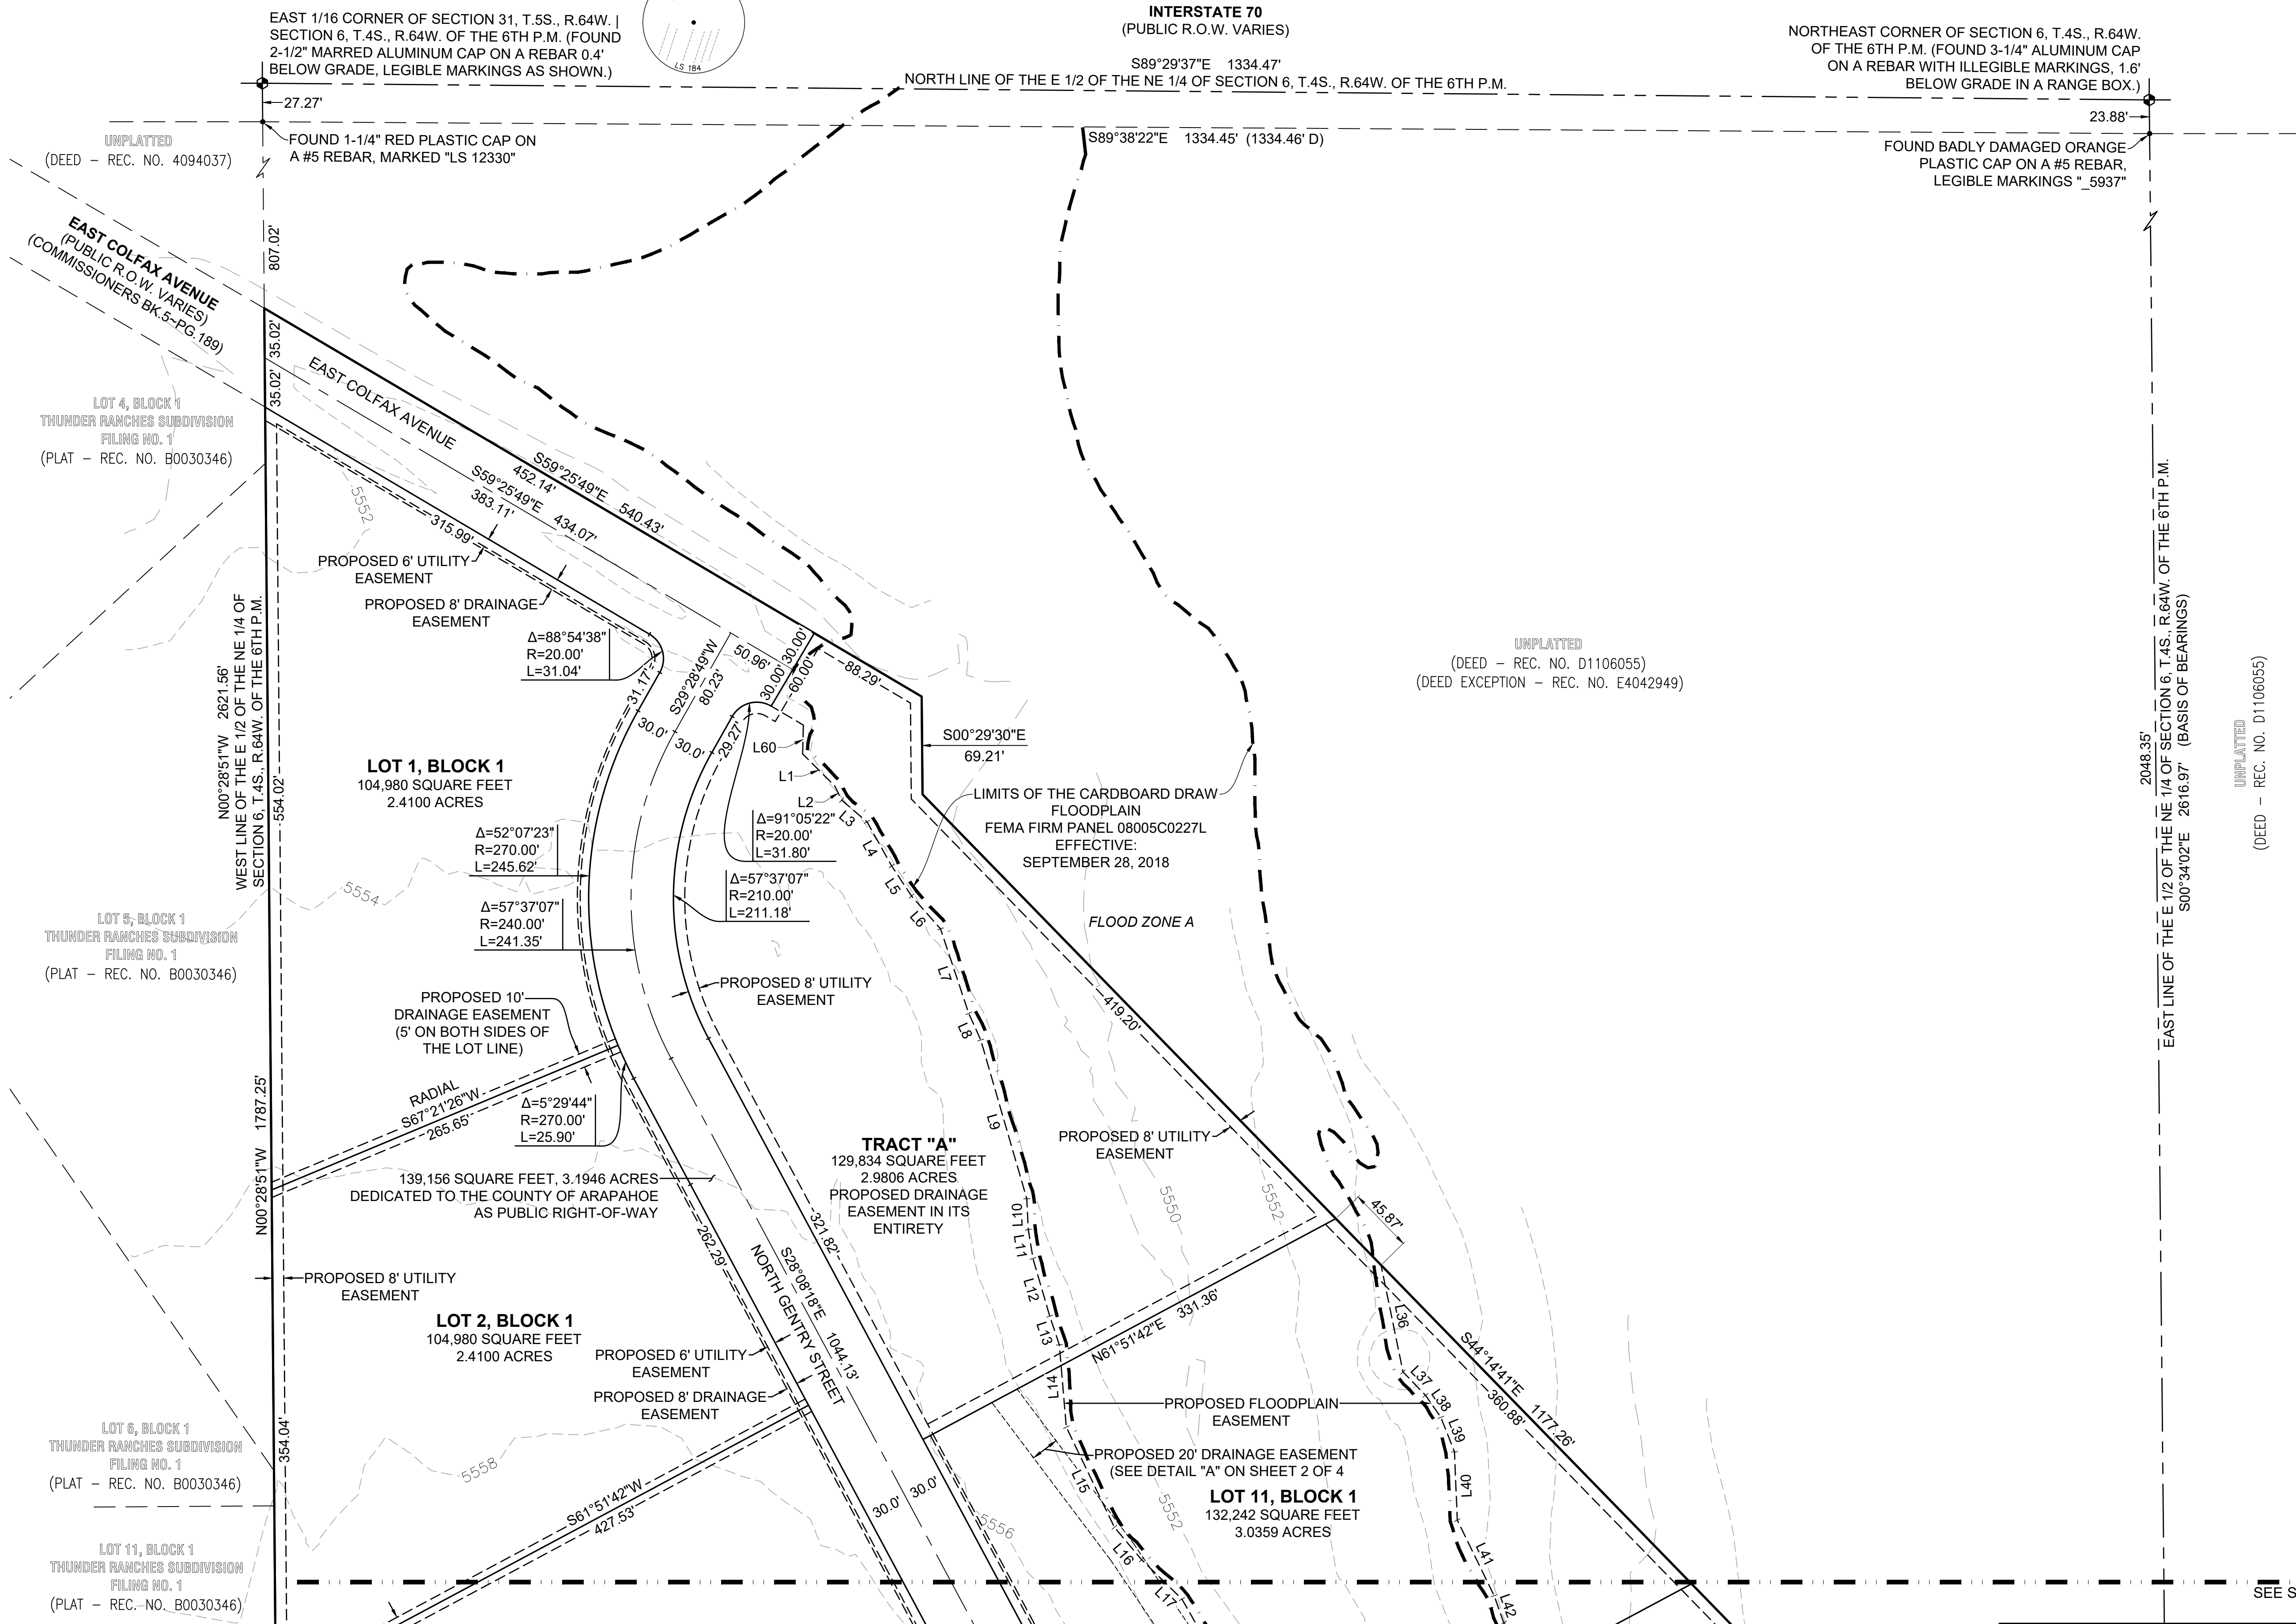 EAST 1/16 CORNER OF SECTION 31, T.5S., R.64W. |
SECTION 6, T.4S., R.64W. OF THE 6TH P.M. (FOUND
2-1/2" MARRED ALUMINUM CAP ON A REBAR 0.4'
BELOW GRADE, LEGIBLE MARKINGS AS SHOWN.)
LS 184
INTERSTATE 70
(PUBLIC R.O.W. VARIES)
S89°29'37"E 1334.47'
NORTH LINE OF THE E 1/2 OF THE NE 1/4 OF SECTION 6, T.4S., R.64W. OF THE 6TH P.M.
NORTHEAST CORNER OF SECTION 6, T.4S., R.64W.
OF THE 6TH P.M. (FOUND 3-1/4" ALUMINUM CAP
ON A REBAR WITH ILLEGIBLE MARKINGS, 1.6'
BELOW GRADE IN A RANGE BOX.)
27.27'
23.88'
FOUND 1-1/4" RED PLASTIC CAP ON
A #5 REBAR, MARKED "LS 12330"
S89°38'22"E 1334.45' (1334.46' D)
FOUND BADLY DAMAGED ORANGE
PLASTIC CAP ON A #5 REBAR,
LEGIBLE MARKINGS "_5937"
UNPLATTED
(DEED - REC. NO. 4094037)
EAST COLFAX AVENUE
(PUBLIC R.O.W. VARIES)
(COMMISSIONERS BK.5~PG.189)
807.02'
35.02'
35.02'
EAST COLFAX AVENUE
LOT 4, BLOCK 1
THUNDER RANCHES SUBDIVISION
FILING NO. 1
(PLAT - REC. NO. B0030346)
5552
S59°25'49"E 540.43'
452.14'
S59°25'49"E 434.07'
383.11'
315.99'
PROPOSED 6' UTILITY
EASEMENT
PROPOSED 8' DRAINAGE
EASEMENT
Δ=88°54'38"
R=20.00'
L=31.04'
31.17'
S29°28'49"W
80.23'
50.96'
30.00'
30.00'
60.00'
88.29'
30.0'
30.0'
29.27'
L60
L1
L2
L3
L4
L5
L6
L7
L8
L9
L10
L11
L12
L13
L14
L15
L16
L17
S00°29'30"E
69.21'
UNPLATTED
(DEED - REC. NO. D1106055)
(DEED EXCEPTION - REC. NO. E4042949)
LIMITS OF THE CARDBOARD DRAW
FLOODPLAIN
FEMA FIRM PANEL 08005C0227L
EFFECTIVE:
SEPTEMBER 28, 2018
FLOOD ZONE A
N00°28'51"W 2621.56'
WEST LINE OF THE E 1/2 OF THE NE 1/4 OF
SECTION 6, T.4S., R.64W. OF THE 6TH P.M.
554.02'
LOT 1, BLOCK 1
104,980 SQUARE FEET
2.4100 ACRES
Δ=52°07'23"
R=270.00'
L=245.62'
Δ=91°05'22"
R=20.00'
L=31.80'
Δ=57°37'07"
R=210.00'
L=211.18'
Δ=57°37'07"
R=240.00'
L=241.35'
5554
LOT 5, BLOCK 1
THUNDER RANCHES SUBDIVISION
FILING NO. 1
(PLAT - REC. NO. B0030346)
PROPOSED 8' UTILITY
EASEMENT
PROPOSED 10'
DRAINAGE EASEMENT
(5' ON BOTH SIDES OF
THE LOT LINE)
RADIAL
S67°21'26"W
265.65'
Δ=5°29'44"
R=270.00'
L=25.90'
419.20'
N00°28'51"W 1787.25'
139,156 SQUARE FEET, 3.1946 ACRES
DEDICATED TO THE COUNTY OF ARAPAHOE
AS PUBLIC RIGHT-OF-WAY
TRACT "A"
129,834 SQUARE FEET
2.9806 ACRES
PROPOSED DRAINAGE
EASEMENT IN ITS
ENTIRETY
PROPOSED 8' UTILITY
EASEMENT
5550
5552
45.87'
262.29'
321.82'
S28°08'18"E 1044.13'
NORTH GENTRY STREET
PROPOSED 8' UTILITY
EASEMENT
LOT 2, BLOCK 1
104,980 SQUARE FEET
2.4100 ACRES
PROPOSED 6' UTILITY
EASEMENT
PROPOSED 8' DRAINAGE
EASEMENT
N61°51'42"E 331.36'
L36
L37
L38
L39
L40
L41
L42
S44°14'41"E 1177.26'
360.88'
PROPOSED FLOODPLAIN
EASEMENT
PROPOSED 20' DRAINAGE EASEMENT
(SEE DETAIL "A" ON SHEET 2 OF 4
LOT 11, BLOCK 1
132,242 SQUARE FEET
3.0359 ACRES
5552
5556
30.0'
30.0'
354.04'
LOT 6, BLOCK 1
THUNDER RANCHES SUBDIVISION
FILING NO. 1
(PLAT - REC. NO. B0030346)
5558
S61°51'42"W
427.53'
LOT 11, BLOCK 1
THUNDER RANCHES SUBDIVISION
FILING NO. 1
(PLAT - REC. NO. B0030346)
2048.35'
EAST LINE OF THE E 1/2 OF THE NE 1/4 OF SECTION 6, T.4S., R.64W. OF THE 6TH P.M.
S00°34'02"E 2616.97' (BASIS OF BEARINGS)
UNPLATTED
(DEED - REC. NO. D1106055)
SEE S